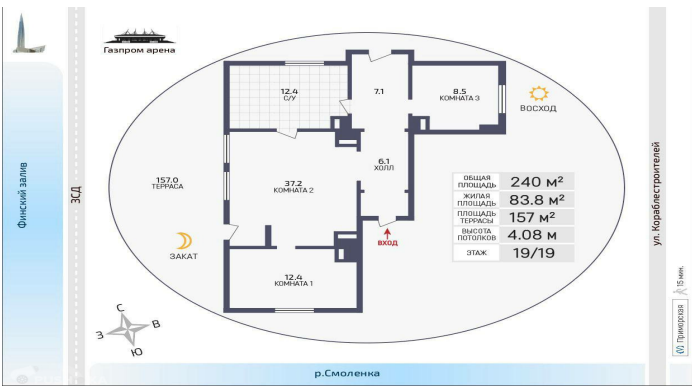 Газпром арена
Финский залив
ЗСД
157.0
ТЕРРАСА
ЗАКАТ
12.4
С/У
7.1
8.5
КОМНАТА 3
ВОСХОД
37.2
КОМНАТА 2
6.1
ХОЛЛ
ВХОД
12.4
КОМНАТА 1
ОБЩАЯ ПЛОЩАДЬ 240 м²
ЖИЛАЯ ПЛОЩАДЬ 83.8 м²
ПЛОЩАДЬ ТЕРРАСЫ 157 м²
ВЫСОТА ПОТОЛКОВ 4.08 м
ЭТАЖ 19/19
С
З
В
Ю
р.Смоленка
ул. Кораблестроителей
Приморская
15 мин.